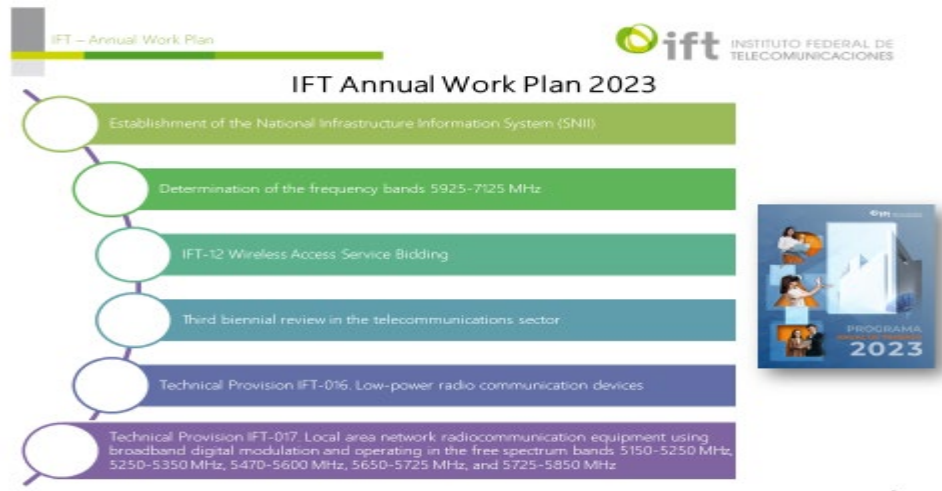 IFT – Annual Work Plan
ift INSTITUTO FEDERAL DE
TELECOMUNICACIONES
IFT Annual Work Plan 2023
Establishment of the National Infrastructure Information System (SNII)
Determination of the frequency bands 5925-7125 MHz
IFT-12 Wireless Access Service Bidding
Third biennial review in the telecommunications sector
Technical Provision IFT-016. Low-power radio communication devices
Technical Provision IFT-017. Local area network radiocommunication equipment using
broadband digital modulation and operating in the free spectrum bands 5150-5250 MHz,
5250-5350 MHz, 5470-5600 MHz, 5650-5725 MHz, and 5725-5850 MHz
ift
PROGRAMA
2023